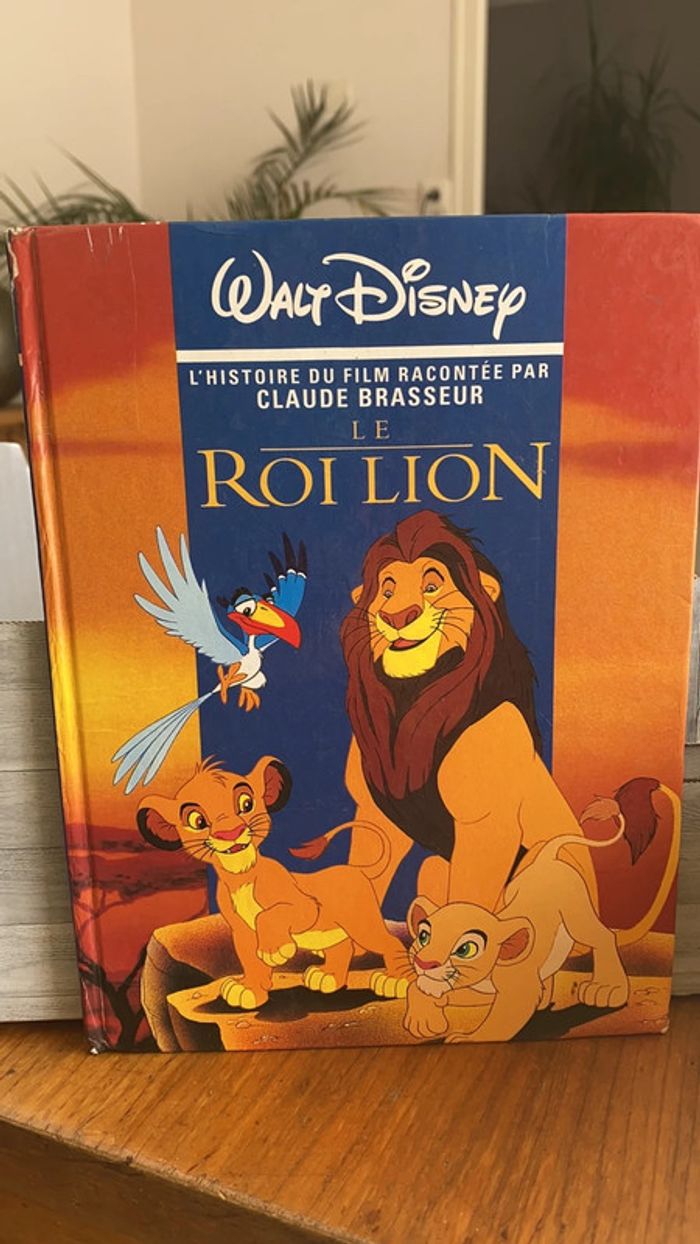 WALT DISNEY
L'HISTOIRE DU FILM RACONTÉE PAR
CLAUDE BRASSEUR
LE
ROI LION